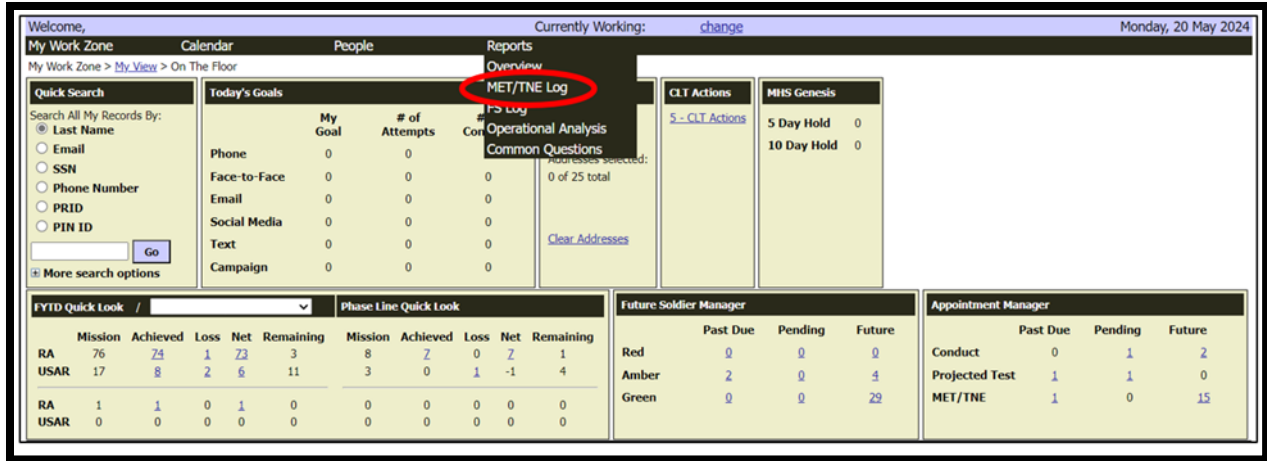 Welcome, Currently Working: change Monday, 20 May 2024
My Work Zone Calendar People Reports
My Work Zone > My View > On The Floor
Overview
MET/TNE Log
FS Log
Operational Analysis
Common Questions
Quick Search
Search All My Records By:
Last Name
Email
SSN
Phone Number
PRID
PIN ID
Go
More search options
Today's Goals
My Goal # of Attempts #
Phone 0 0
Face-to-Face 0 0 0
Email 0 0 0
Social Media 0 0 0
Text 0 0 0
Campaign 0 0 0
Addresses selected:
0 of 25 total
Clear Addresses
CLT Actions
5 - CLT Actions
MHS Genesis
5 Day Hold 0
10 Day Hold 0
FYTD Quick Look /
Mission Achieved Loss Net Remaining
RA 76 74 1 73 3
USAR 17 8 2 6 11
RA 1 1 0 1 0
USAR 0 0 0 0 0
Phase Line Quick Look
Mission Achieved Loss Net Remaining
8 7 0 7 1
3 0 1 -1 4
0 0 0 0 0
0 0 0 0 0
Future Soldier Manager
Past Due Pending Future
Red 0 0 0
Amber 2 0 4
Green 0 0 29
Appointment Manager
Past Due Pending Future
Conduct 0 1 2
Projected Test 1 1 0
MET/TNE 1 0 15